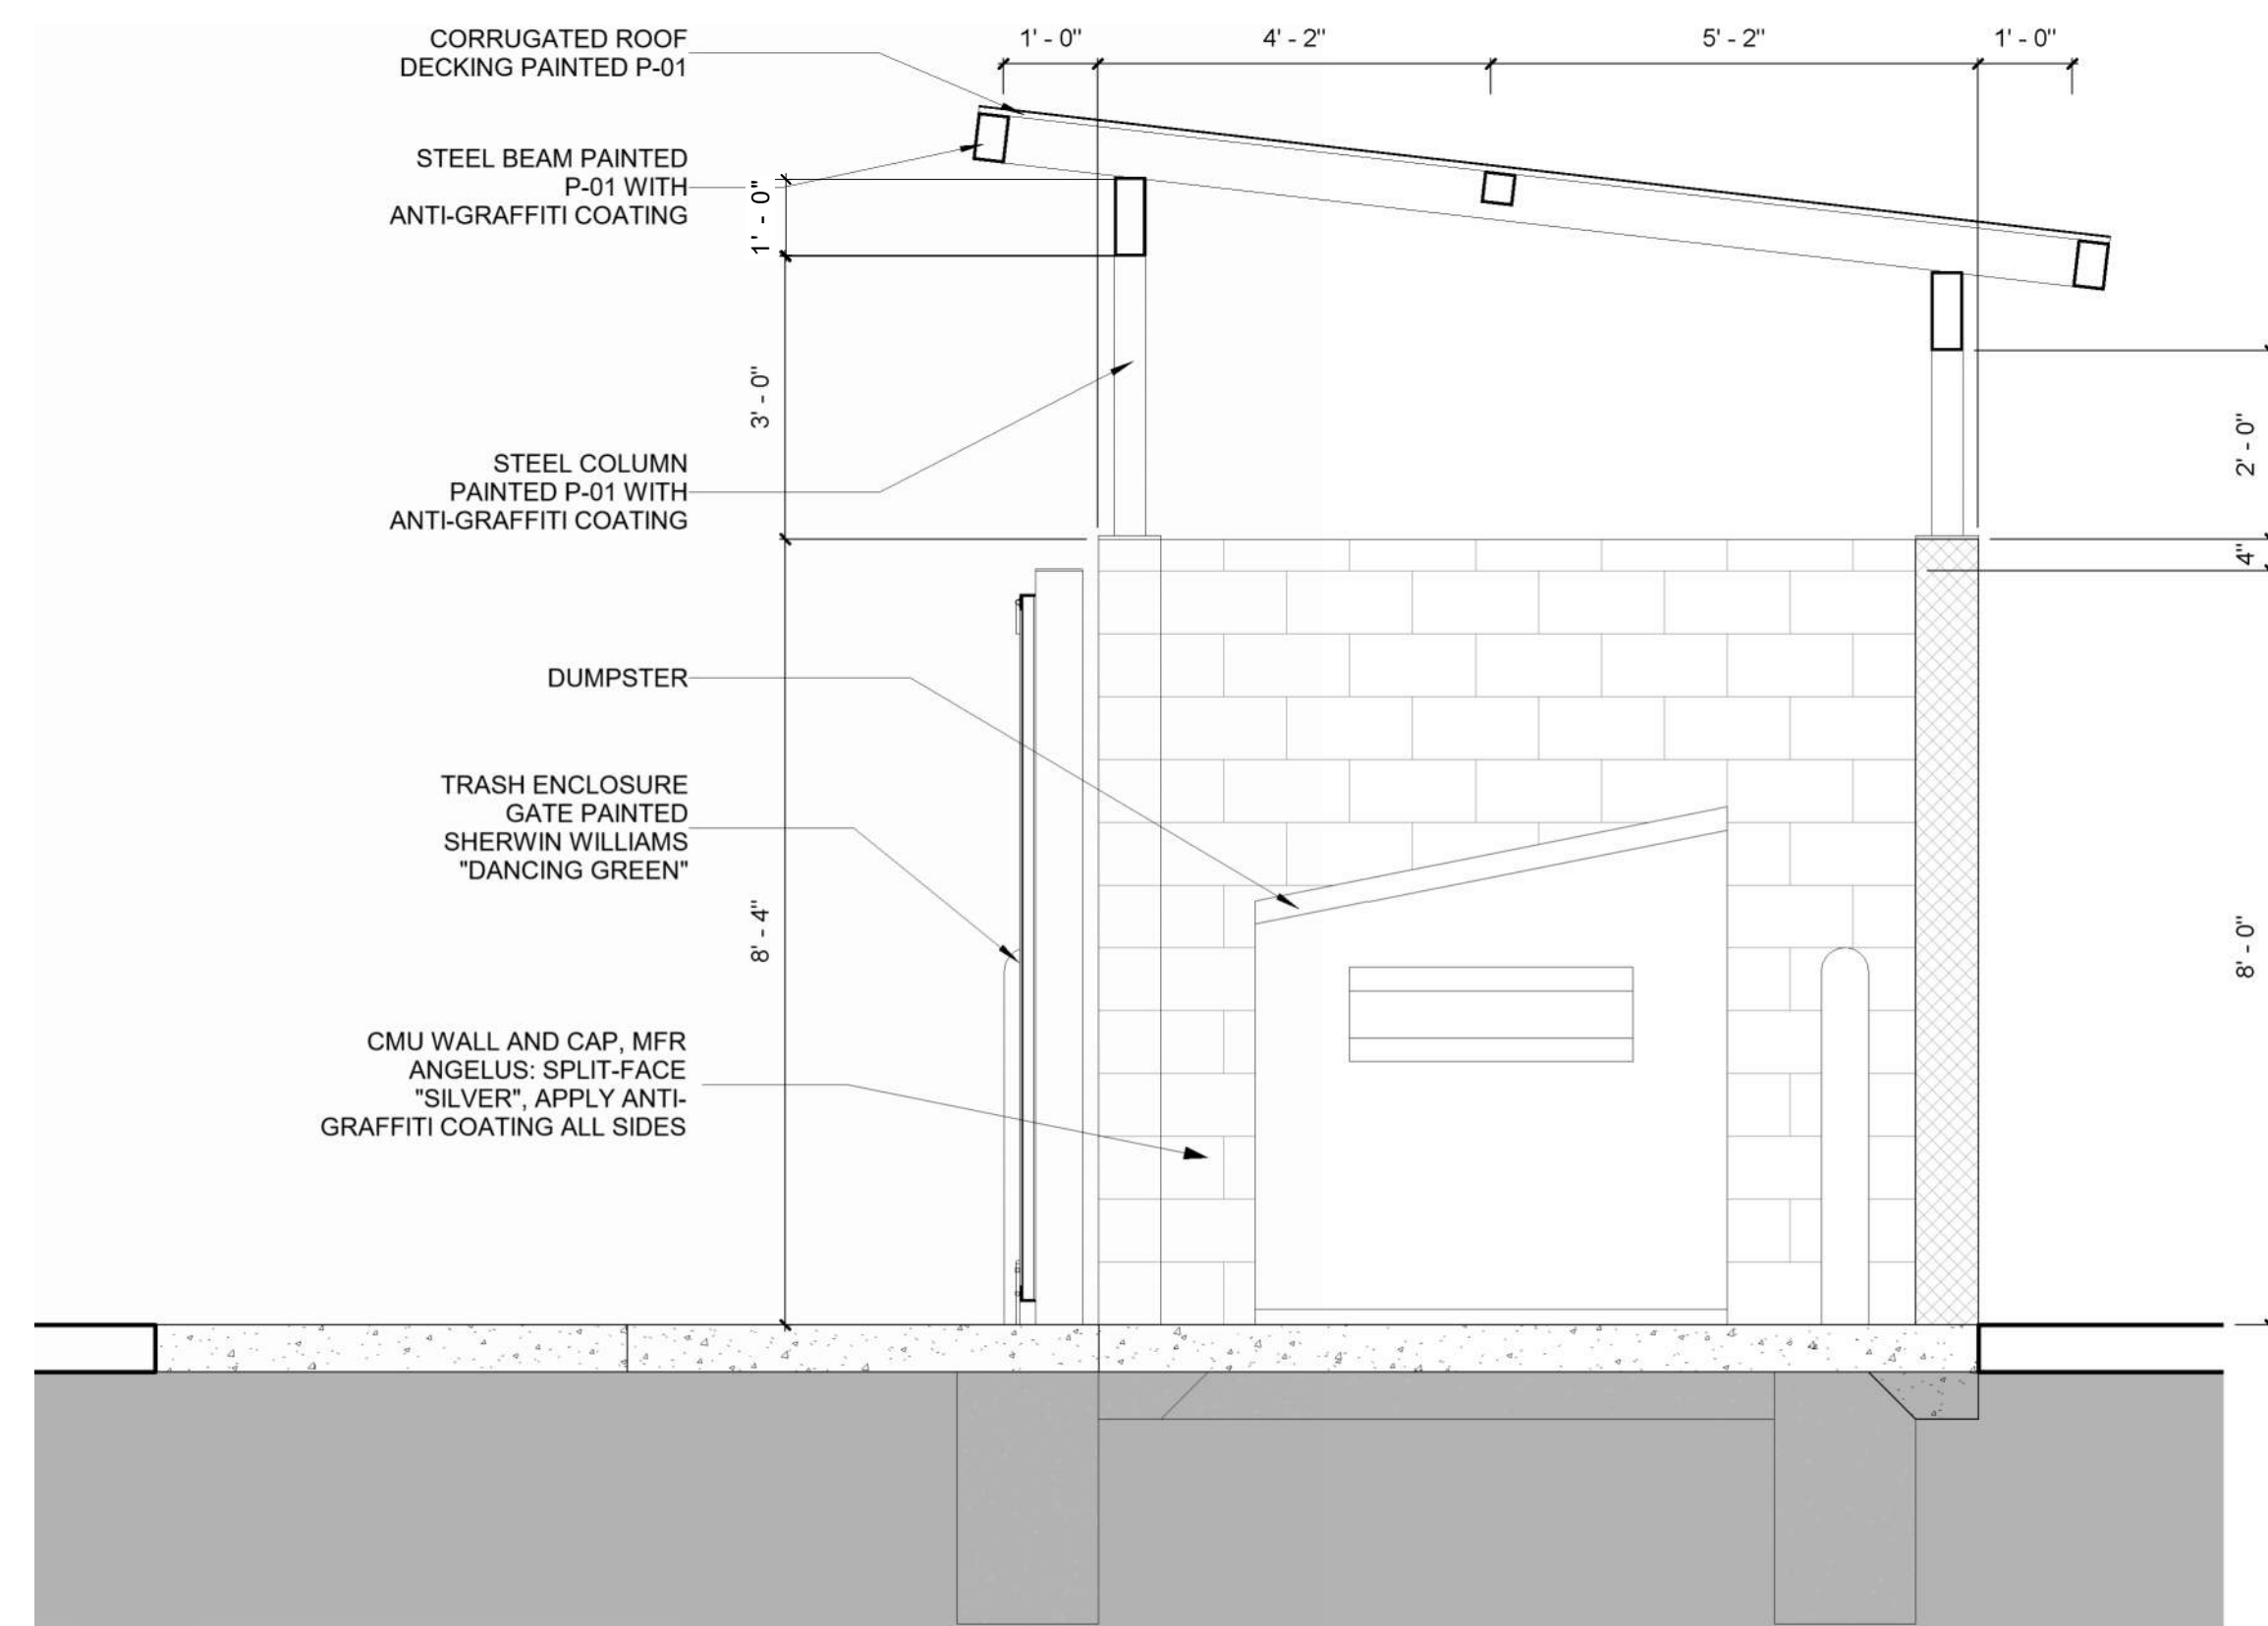 1' - 0"
4' - 2"
5' - 2"
1' - 0"
CORRUGATED ROOF
DECKING PAINTED P-01
STEEL BEAM PAINTED
P-01 WITH
ANTI-GRAFFITI COATING
1' - 0"
3' - 0"
STEEL COLUMN
PAINTED P-01 WITH
ANTI-GRAFFITI COATING
2' - 0"
4"
DUMPSTER
TRASH ENCLOSURE
GATE PAINTED
SHERWIN WILLIAMS
"DANCING GREEN"
8' - 4"
8' - 0"
CMU WALL AND CAP, MFR
ANGELUS: SPLIT-FACE
"SILVER", APPLY ANTI-
GRAFFITI COATING ALL SIDES